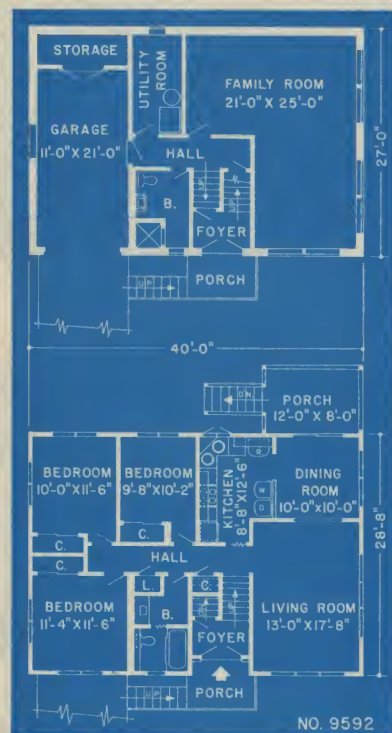 STORAGE
UTILITY
ROOM
FAMILY ROOM
21'-0" X 25'-0"
GARAGE
11'-0" X 21'-0"
HALL
27'-0"
B.
UP
FOYER
UP
PORCH
40'-0"
DN
PORCH
12'-0" X 8'-0"
BEDROOM
10'-0" X 11'-6"
BEDROOM
9'-8" X 10'-2"
KITCHEN
8'-8" X 12'-6"
R
W
D
DINING
ROOM
10'-0" X 10'-0"
28'-8"
C.
C.
C.
HALL
L.
C.
BEDROOM
11'-4" X 11'-6"
B.
LIVING ROOM
13'-0" X 17'-8"
FOYER
UP
PORCH
NO. 9592